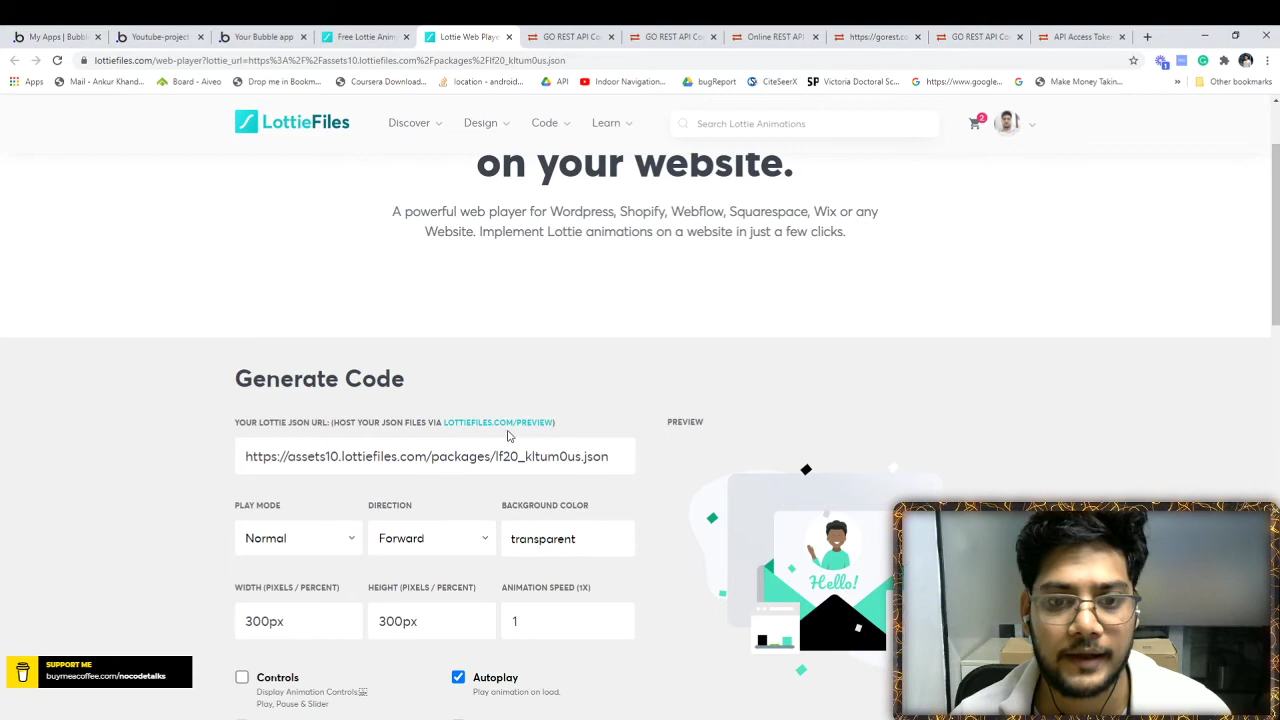 My Apps | Bubbl
Youtube-project
Your Bubble app
Free Lottie Anim
Lottie Web Playe
GO REST API Co
GO REST API Co
Online REST API
https://gorest.co
GO REST API Co
API Access Toke
lottiefiles.com/web-player?lottie_url=https%3A%2F%2Fassets10.lottiefiles.com%2Fpackages%2Flf20_kltum0us.json
Apps
Mail - Ankur Khand...
Board - Aiveo
Drop me in Bookm...
Coursera Download...
location - android...
API
Indoor Navigation...
bugReport
CiteSeerX
SP Victoria Doctoral Sc...
https://www.google...
Make Money Takin...
» Other bookmarks
LottieFiles
Discover
Design
Code
Learn
Search Lottie Animations
2
on your website.
A powerful web player for Wordpress, Shopify, Webflow, Squarespace, Wix or any
Website. Implement Lottie animations on a website in just a few clicks.
Generate Code
YOUR LOTTIE JSON URL: (HOST YOUR JSON FILES VIA LOTTIEFILES.COM/PREVIEW)
PREVIEW
https://assets10.lottiefiles.com/packages/lf20_kltum0us.json
PLAY MODE
DIRECTION
BACKGROUND COLOR
Normal
Forward
transparent
Hello!
WIDTH (PIXELS / PERCENT)
HEIGHT (PIXELS / PERCENT)
ANIMATION SPEED (1X)
300px
300px
1
Controls
Display Animation Controls
Play, Pause & Slider
Autoplay
Play animation on load.
SUPPORT ME
buymeacoffee.com/nocodetalks